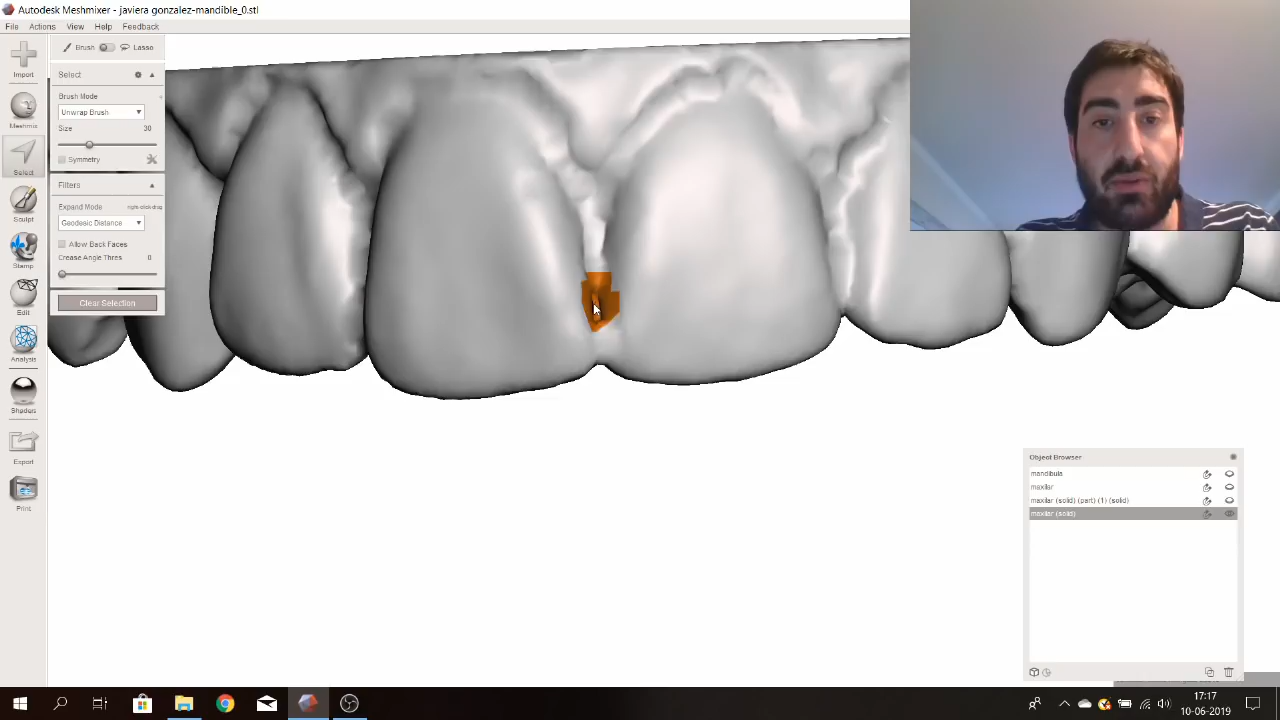 Autodesk Meshmixer - javiera gonzalez-mandible_0.stl
File Actions View Help Feedback
Import
Meshmix
Select
Sculpt
Stamp
Edit
Analysis
Shaders
Export
Print
Brush Lasso
Select
Brush Mode
Unwrap Brush
Size 30
Symmetry
Filters
Expand Mode right-click drag
Geodesic Distance
Allow Back Faces
Crease Angle Thres 0
Clear Selection
Object Browser
mandibula
maxilar
maxilar (solid) (part) (1) (solid)
maxilar (solid)
17:17
10-06-2019